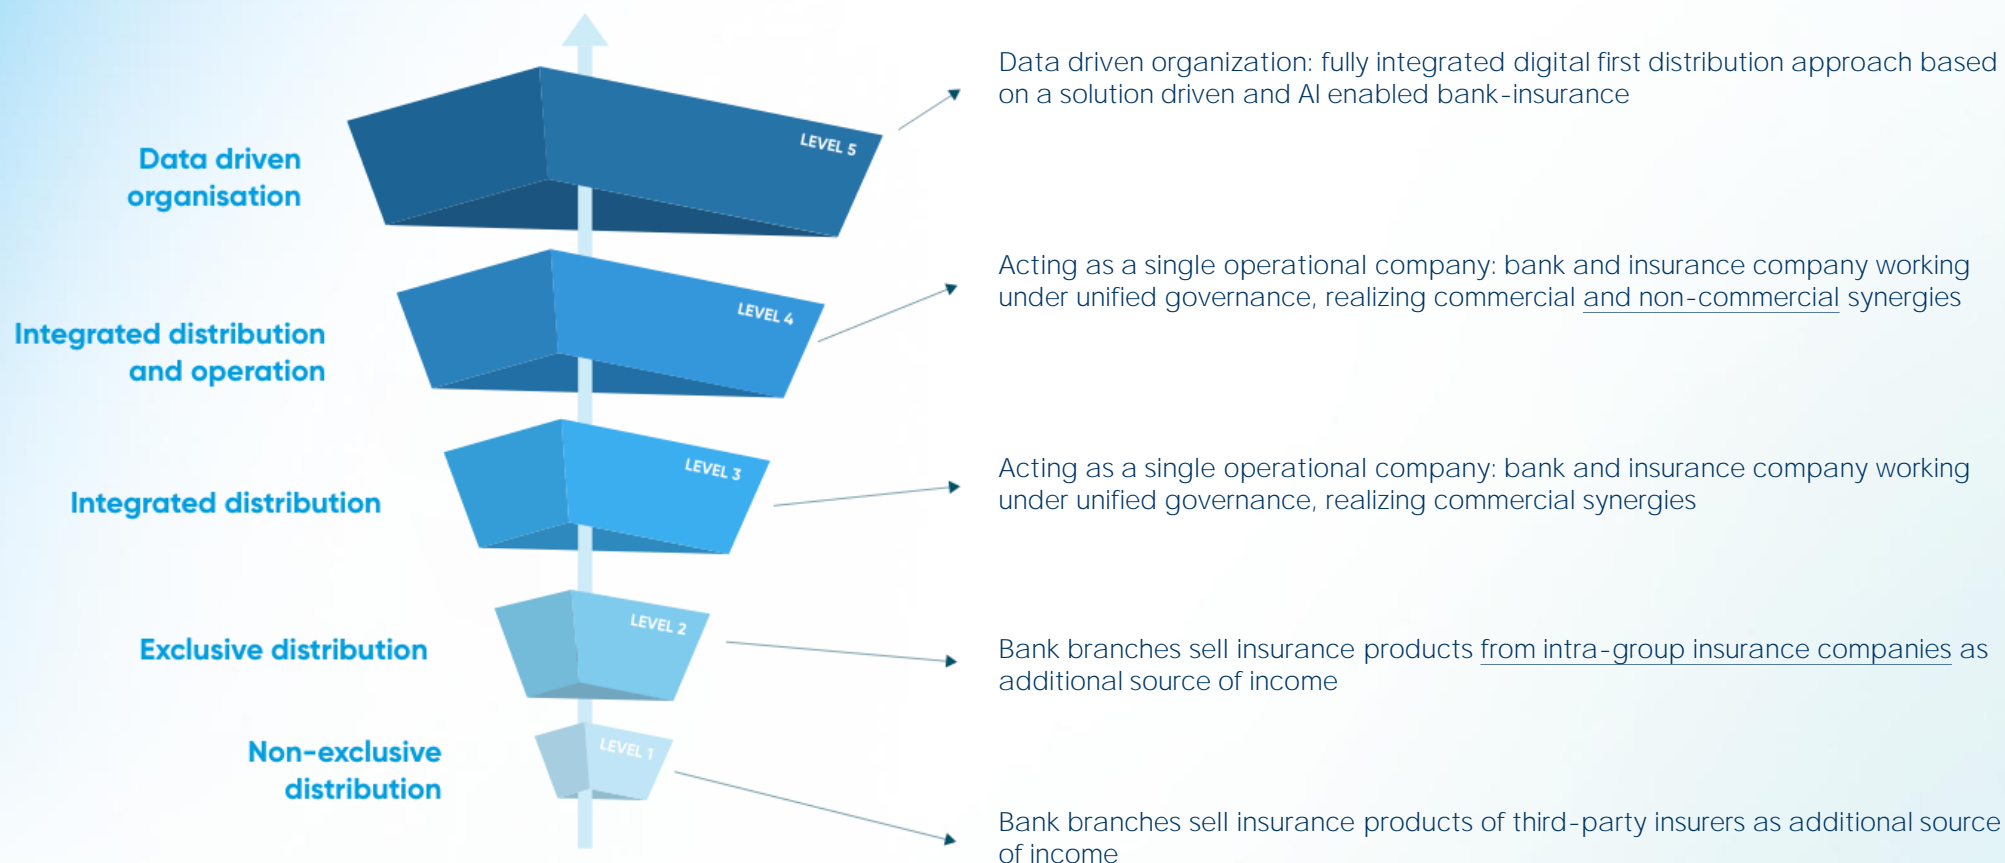 Data driven
organisation
LEVEL 5
Data driven organization: fully integrated digital first distribution approach based
on a solution driven and AI enabled bank-insurance
Integrated distribution
and operation
LEVEL 4
Acting as a single operational company: bank and insurance company working
under unified governance, realizing commercial and non-commercial synergies
Integrated distribution
LEVEL 3
Acting as a single operational company: bank and insurance company working
under unified governance, realizing commercial synergies
Exclusive distribution
LEVEL 2
Bank branches sell insurance products from intra-group insurance companies as
additional source of income
Non-exclusive
distribution
LEVEL 1
Bank branches sell insurance products of third-party insurers as additional source
of income